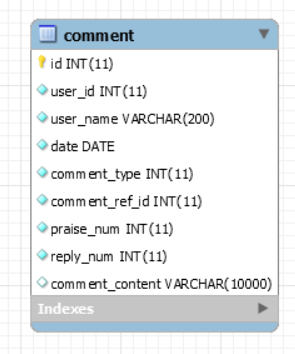 comment
id INT(11)
user_id INT(11)
user_name VARCHAR(200)
date DATE
comment_type INT(11)
comment_ref_id INT(11)
praise_num INT(11)
reply_num INT(11)
comment_content VARCHAR(10000)
Indexes